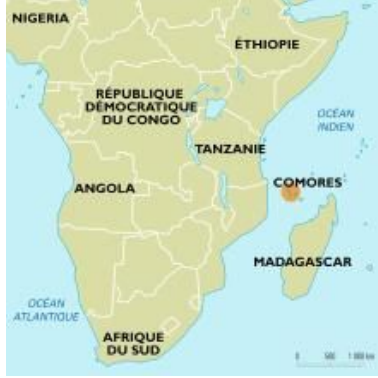 NIGERIA
ÉTHIOPIE
RÉPUBLIQUE
DÉMOCRATIQUE
DU CONGO
OCÉAN
INDIEN
TANZANIE
COMORES
ANGOLA
MADAGASCAR
OCÉAN
ATLANTIQUE
AFRIQUE
DU SUD
0 500 1 000 km